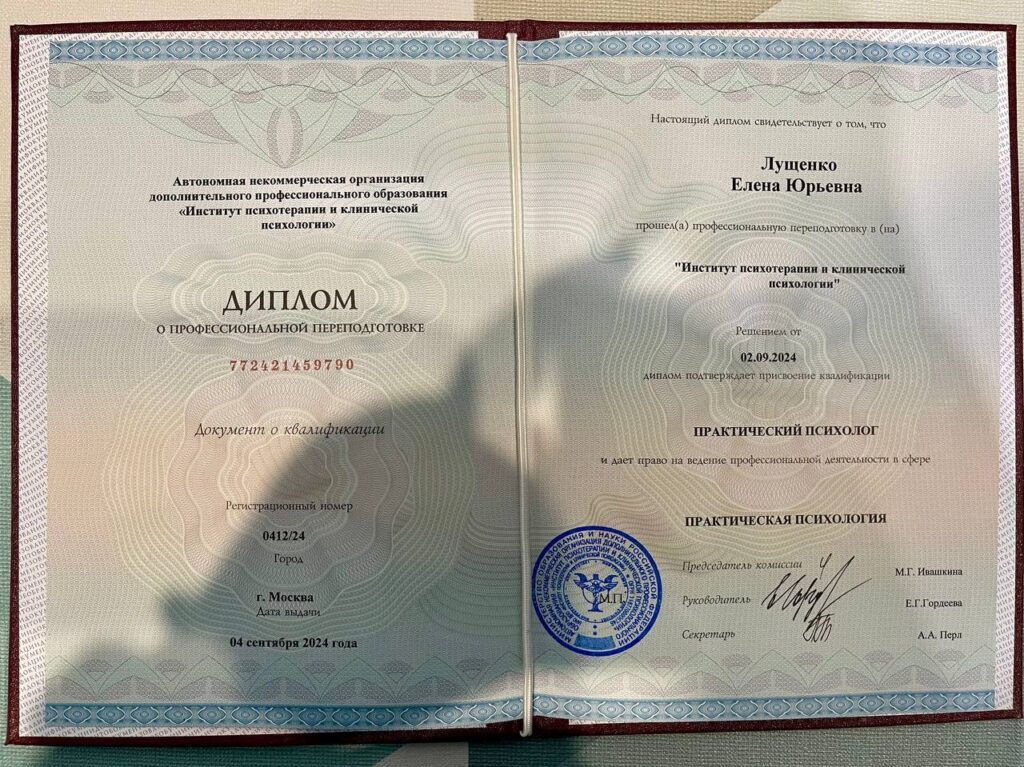 Автономная некоммерческая организация
дополнительного профессионального образования
«Институт психотерапии и клинической
психологии»
ДИПЛОМ
О ПРОФЕССИОНАЛЬНОЙ ПЕРЕПОДГОТОВКЕ
772421459790
Документ о квалификации
Регистрационный номер
0412/24
Город
г. Москва
Дата выдачи
04 сентября 2024 года
Настоящий диплом свидетельствует о том, что
Лущенко
Елена Юрьевна
прошел(а) профессиональную переподготовку в (на)
"Институт психотерапии и клинической
психологии"
Решением от
02.09.2024
диплом подтверждает присвоение квалификации
ПРАКТИЧЕСКИЙ ПСИХОЛОГ
и дает право на ведение профессиональной деятельности в сфере
ПРАКТИЧЕСКАЯ ПСИХОЛОГИЯ
Председатель комиссии
М.Г. Ивашкина
Руководитель
Е.Г.Гордеева
Секретарь
А.А. Перл
М.П.